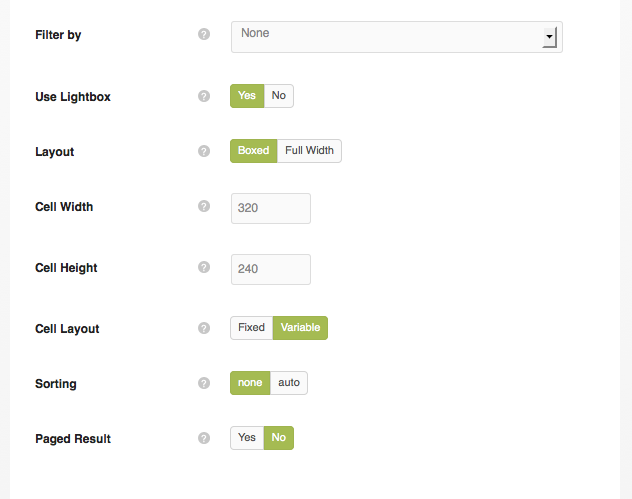 Filter by ? None
Use Lightbox ? Yes No
Layout ? Boxed Full Width
Cell Width ? 320
Cell Height ? 240
Cell Layout ? Fixed Variable
Sorting ? none auto
Paged Result ? Yes No